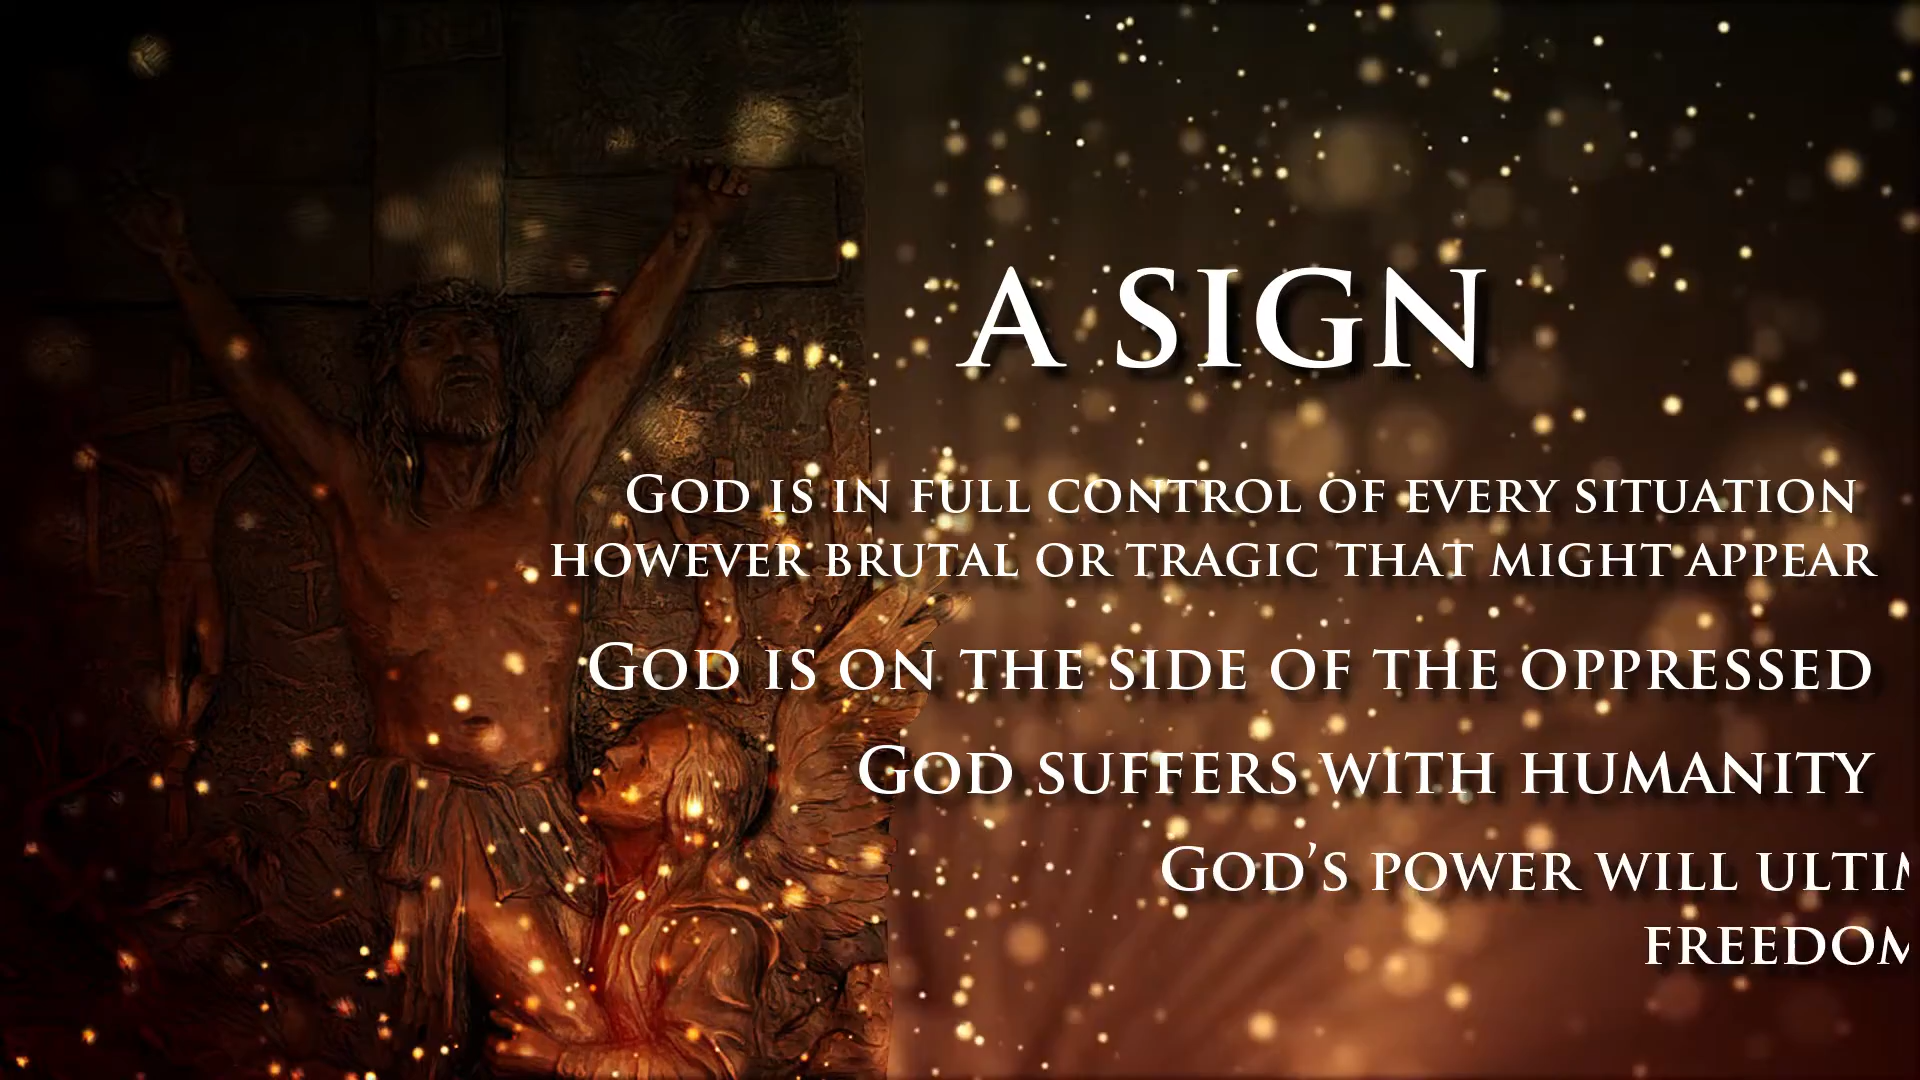 A SIGN
GOD IS IN FULL CONTROL OF EVERY SITUATION
HOWEVER BRUTAL OR TRAGIC THAT MIGHT APPEAR
GOD IS ON THE SIDE OF THE OPPRESSED
GOD SUFFERS WITH HUMANITY
GOD'S POWER WILL
FREEDOM